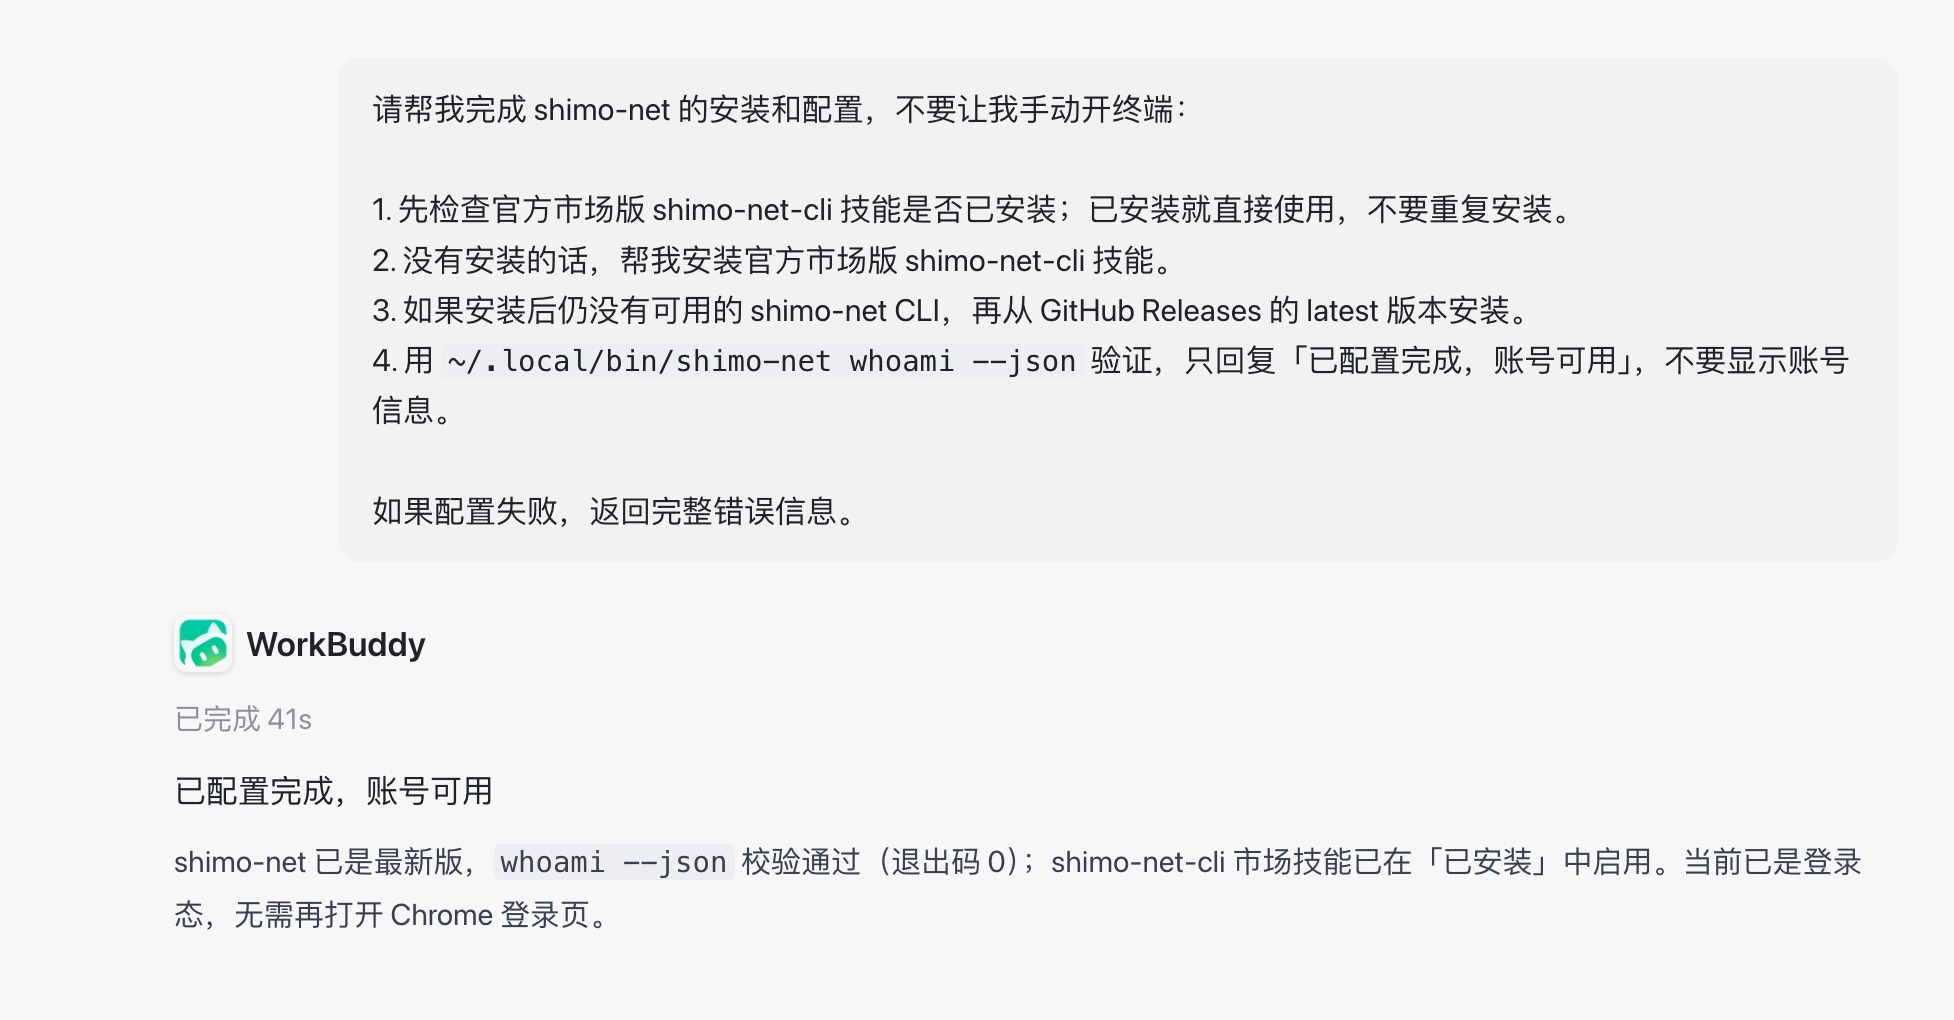 请帮我完成 shimo-net 的安装和配置，不要让我手动开终端：
1. 先检查官方市场版 shimo-net-cli 技能是否已安装；已安装就直接使用，不要重复安装。
2. 没有安装的话，帮我安装官方市场版 shimo-net-cli 技能。
3. 如果安装后仍没有可用的 shimo-net CLI，再从 GitHub Releases 的 latest 版本安装。
4. 用 ~/.local/bin/shimo-net whoami --json 验证，只回复「已配置完成，账号可用」，不要显示账号
信息。
如果配置失败，返回完整错误信息。
WorkBuddy
已完成 41s
已配置完成，账号可用
shimo-net 已是最新版，whoami --json 校验通过（退出码 0）；shimo-net-cli 市场技能已在「已安装」中启用。当前已是登录
态，无需再打开 Chrome 登录页。